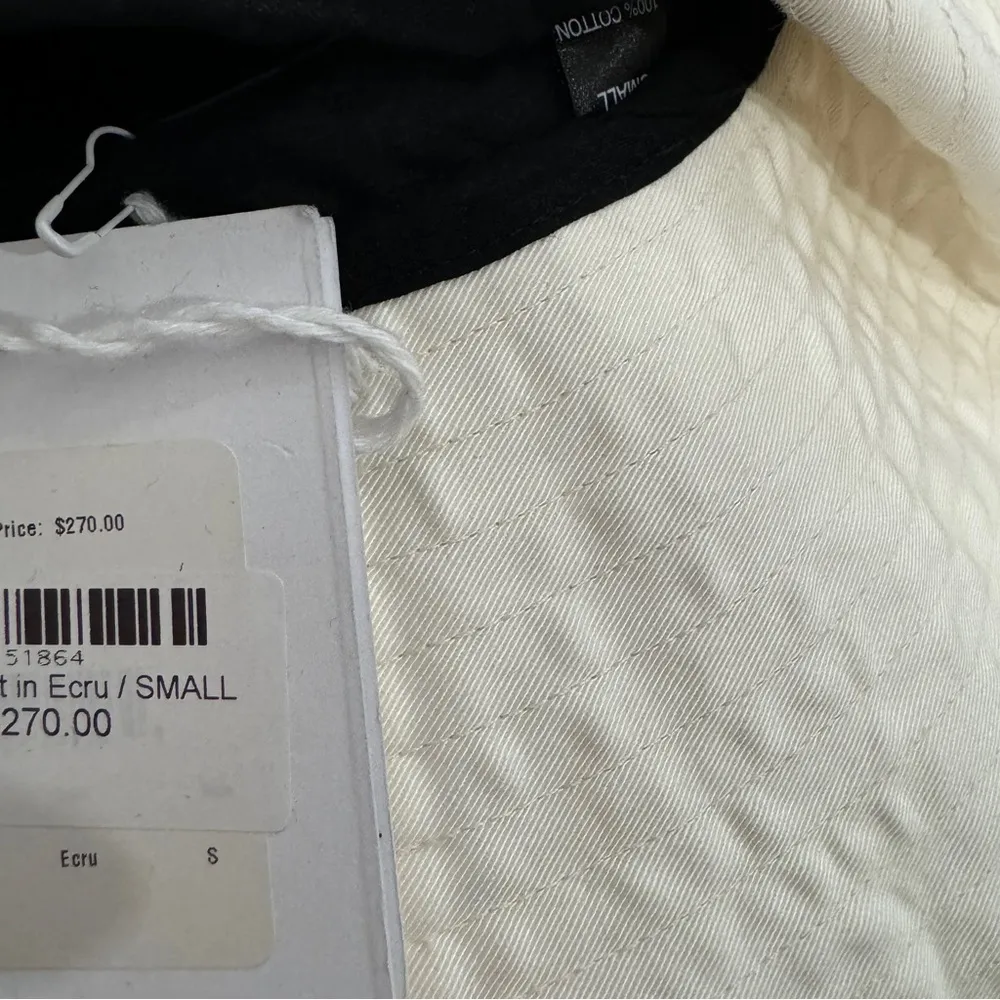 100% COTTON
SMALL
Price: $270.00
51864
t in Ecru / SMALL
270.00
Ecru S